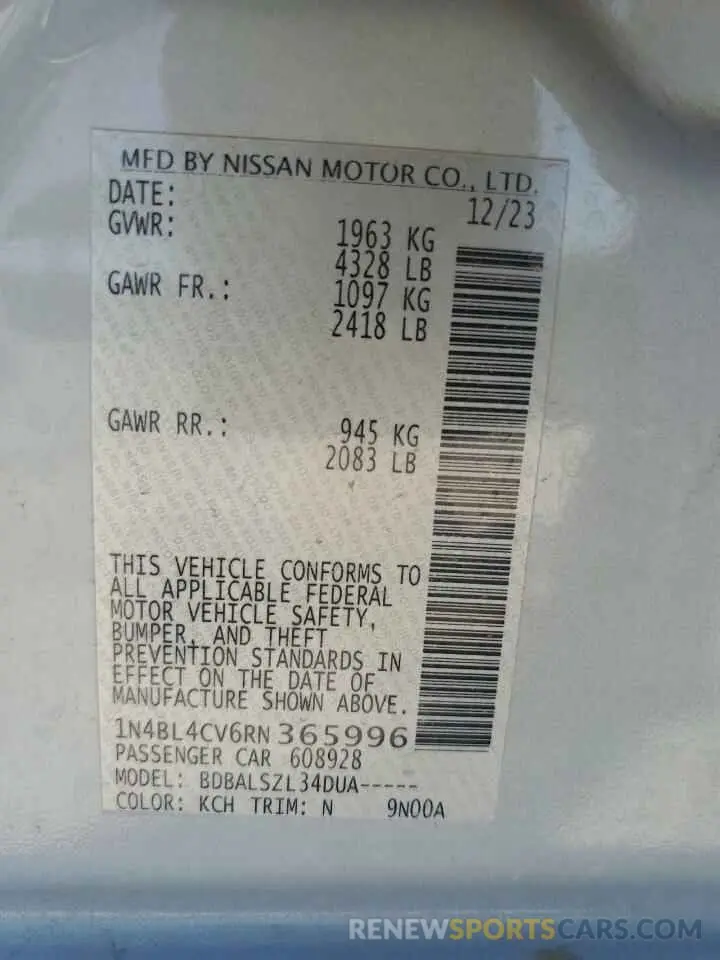 MFD BY NISSAN MOTOR CO., LTD.
DATE: 12/23
GVWR: 1963 KG
4328 LB
GAWR FR.: 1097 KG
2418 LB
GAWR RR.: 945 KG
2083 LB
THIS VEHICLE CONFORMS TO
ALL APPLICABLE FEDERAL
MOTOR VEHICLE SAFETY,
BUMPER, AND THEFT
PREVENTION STANDARDS IN
EFFECT ON THE DATE OF
MANUFACTURE SHOWN ABOVE.
1N4BL4CV6RN365996
PASSENGER CAR 608928
MODEL: BDBALSZL34DUA-----
COLOR: KCH TRIM: N 9N00A
RENEWSPORTSCARS.COM